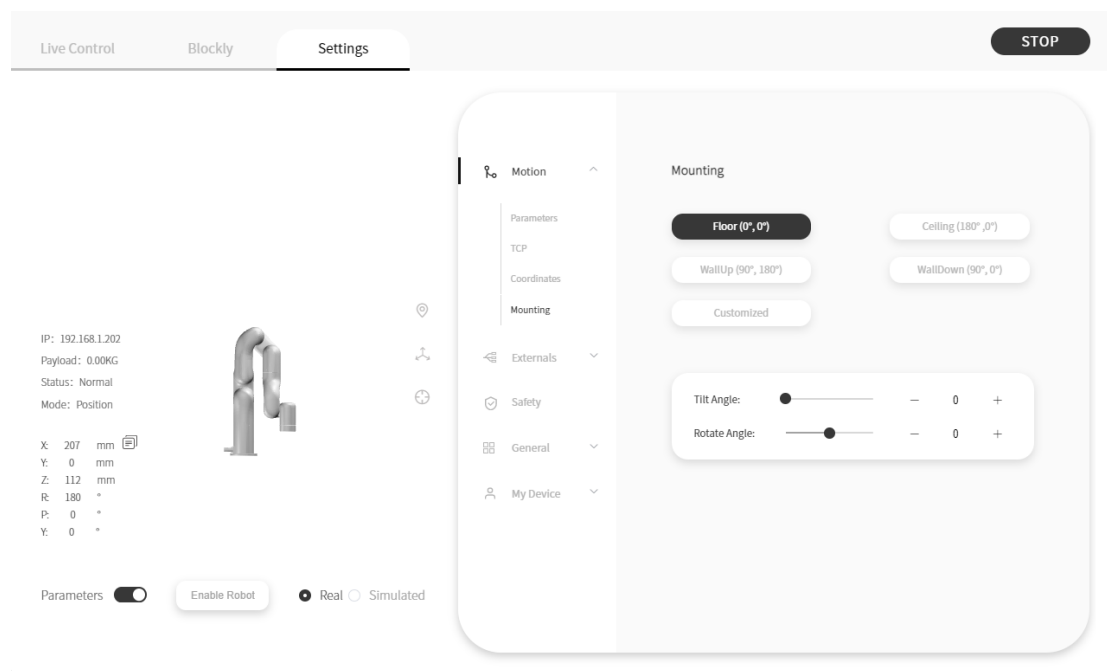 Live Control Blockly Settings STOP
Motion
Parameters
TCP
Coordinates
Mounting
Externals
Safety
General
My Device
Mounting
Floor (0°, 0°) Ceiling (180° ,0°)
WallUp (90°, 180°) WallDown (90°, 0°)
Customized
Tilt Angle: — 0 +
Rotate Angle: — 0 +
IP: 192.168.1.202
Payload: 0.00KG
Status: Normal
Mode: Position
X: 207 mm
Y: 0 mm
Z: 112 mm
R: 180 °
P: 0 °
Y: 0 °
Parameters Enable Robot Real Simulated